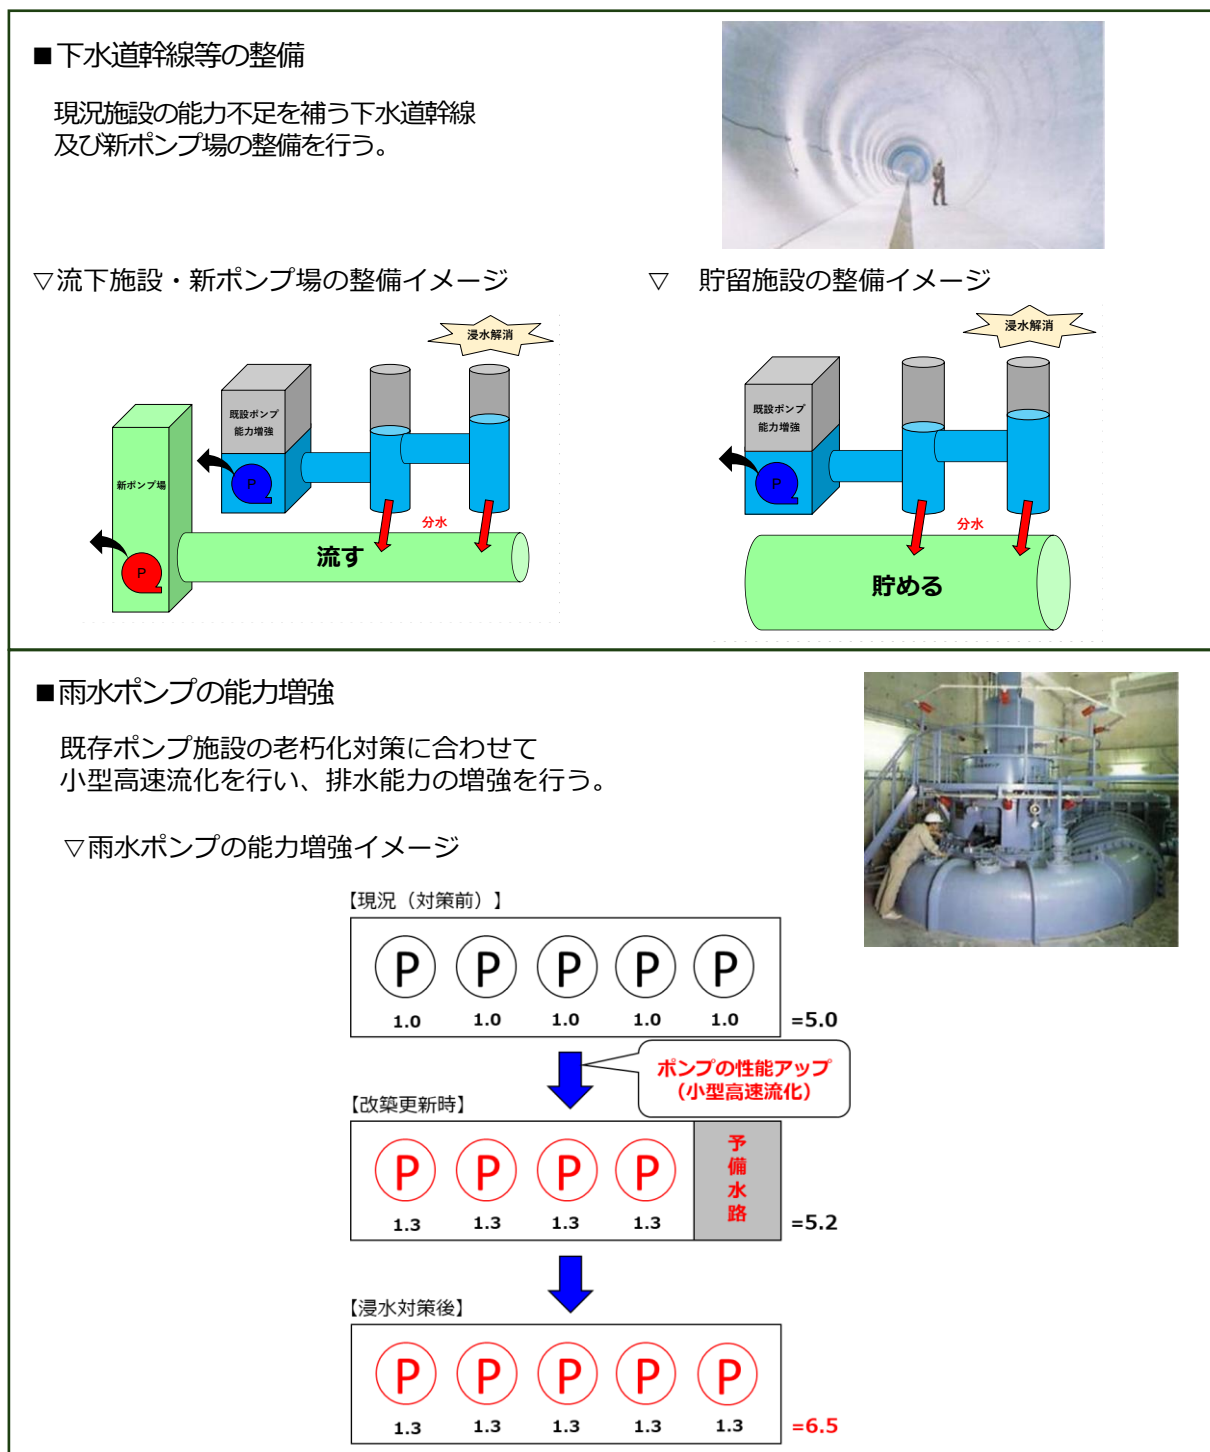 ■下水道幹線等の整備
現況施設の能力不足を補う下水道幹線
及び新ポンプ場の整備を行う。
▽流下施設・新ポンプ場の整備イメージ
浸水解消
既設ポンプ
能力増強
新ポンプ場
P
P
分水
流す
▽　貯留施設の整備イメージ
浸水解消
既設ポンプ
能力増強
P
分水
貯める
■雨水ポンプの能力増強
既存ポンプ施設の老朽化対策に合わせて
小型高速流化を行い、排水能力の増強を行う。
▽雨水ポンプの能力増強イメージ
【現況（対策前）】
P P P P P
1.0 1.0 1.0 1.0 1.0 =5.0
ポンプの性能アップ
（小型高速流化）
【改築更新時】
P P P P 予備水路
1.3 1.3 1.3 1.3 =5.2
【浸水対策後】
P P P P P
1.3 1.3 1.3 1.3 1.3 =6.5